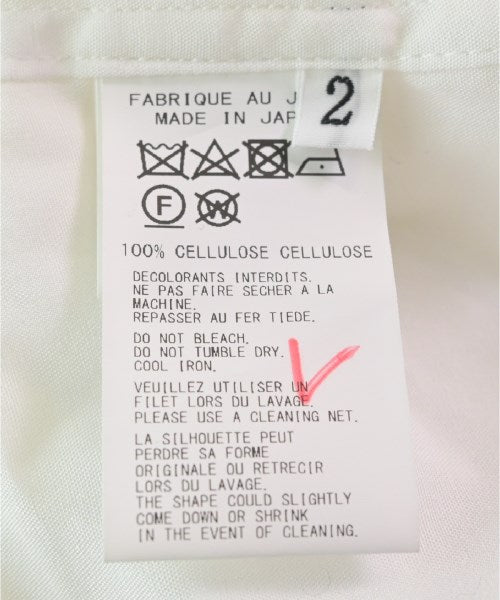 FABRIQUE AU J
2
MADE IN JAP
F
W
100% CELLULOSE CELLULOSE
DECOLORANTS INTERDITS.
NE PAS FAIRE SECHER A LA
MACHINE.
REPASSER AU FER TIEDE.
DO NOT BLEACH.
DO NOT TUMBLE DRY.
COOL IRON.
VEUILLEZ UTILISER UN
FILET LORS DU LAVAGE.
PLEASE USE A CLEANING NET.
LA SILHOUETTE PEUT
PERDRE SA FORME
ORIGINALE OU RETRECIR
LORS DU LAVAGE.
THE SHAPE COULD SLIGHTLY
COME DOWN OR SHRINK
IN THE EVENT OF CLEANING.